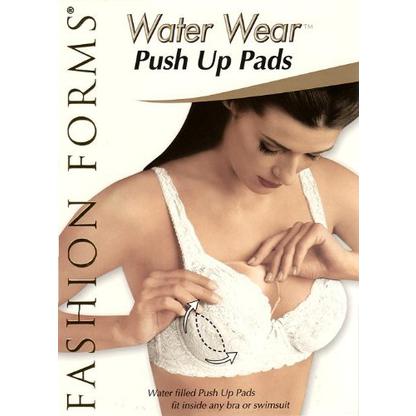 Water Wear™
Push Up Pads
FASHION FORMS®
Water filled Push Up Pads
fit inside any bra or swimsuit